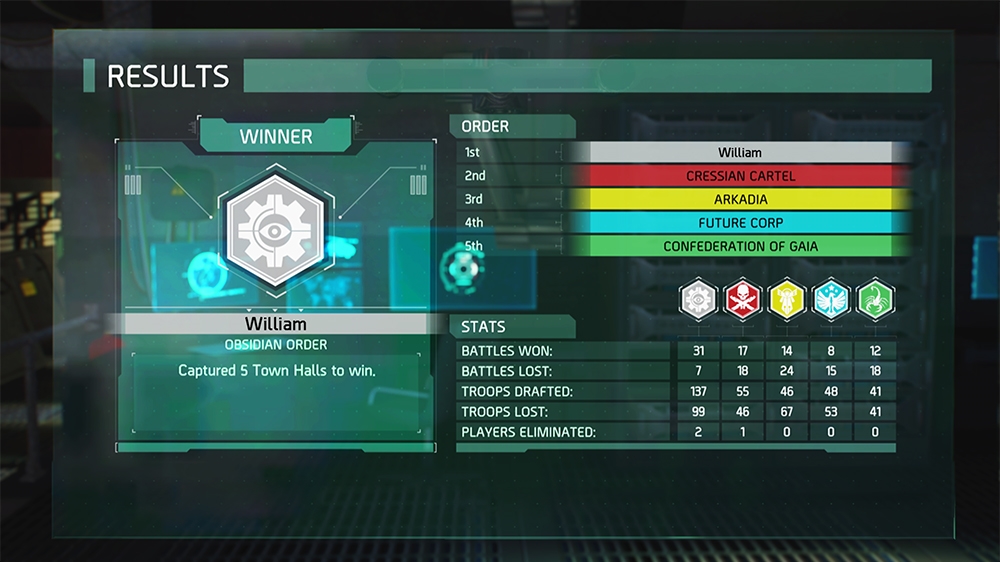 RESULTS
WINNER
William
OBSIDIAN ORDER
Captured 5 Town Halls to win.
ORDER
1st William
2nd CRESSIAN CARTEL
3rd ARKADIA
4th FUTURE CORP
5th CONFEDERATION OF GAIA
STATS
BATTLES WON: 31 17 14 8 12
BATTLES LOST: 7 18 24 15 18
TROOPS DRAFTED: 137 55 46 48 41
TROOPS LOST: 99 46 67 53 41
PLAYERS ELIMINATED: 2 1 0 0 0